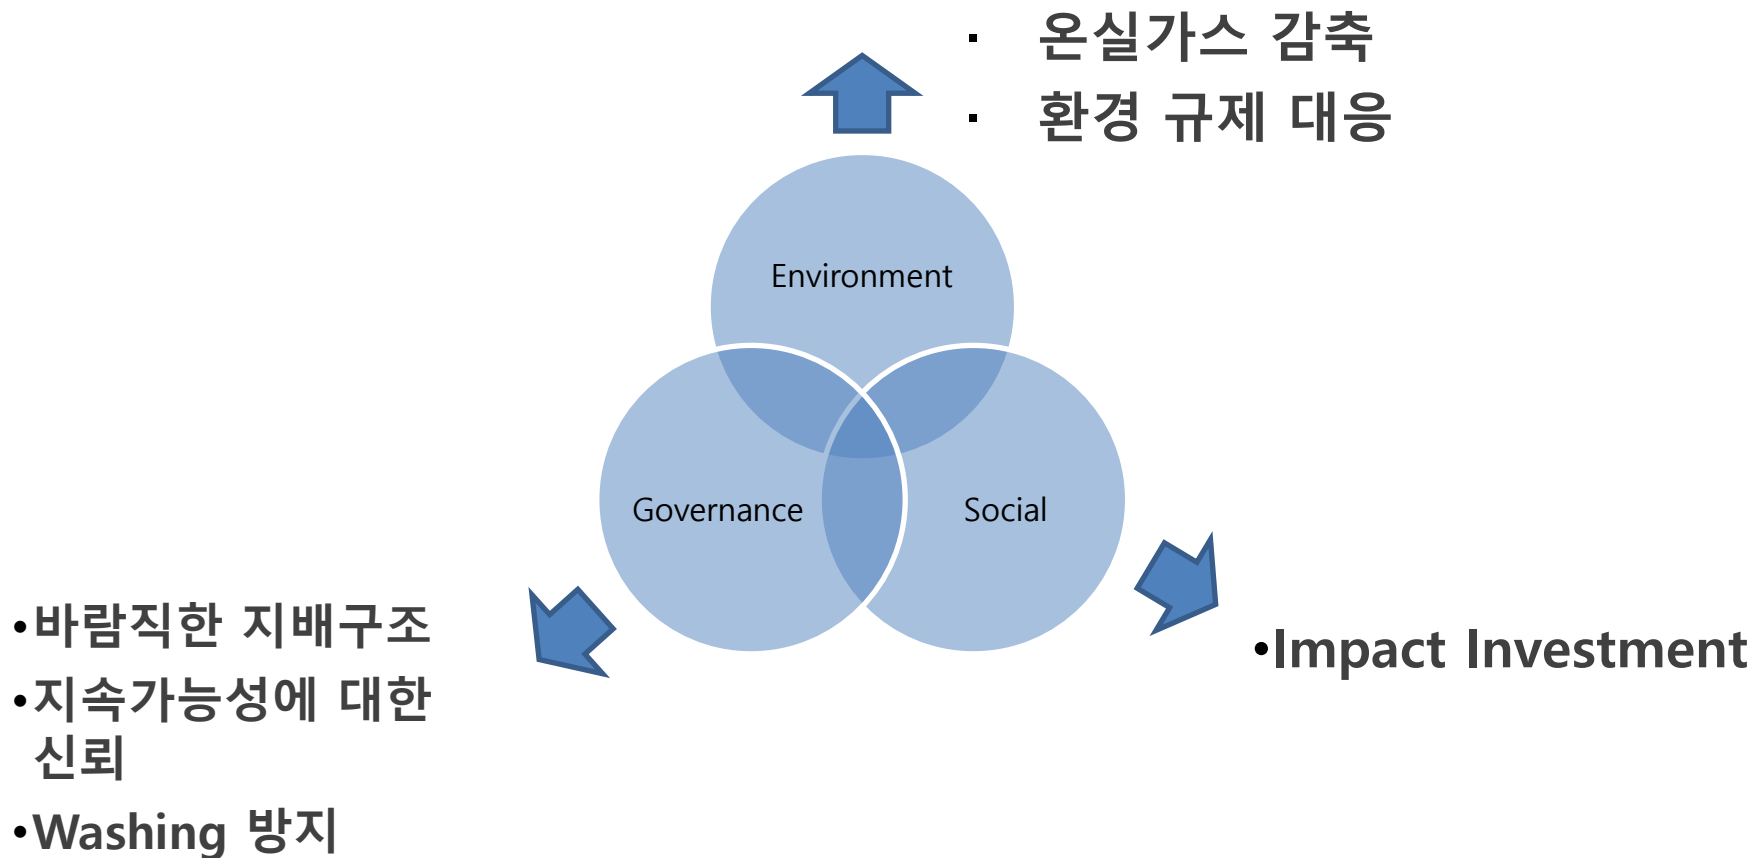 ▪ 온실가스 감축
▪ 환경 규제 대응
Environment
Governance
Social
•바람직한 지배구조
•지속가능성에 대한
신뢰
•Washing 방지
•Impact Investment